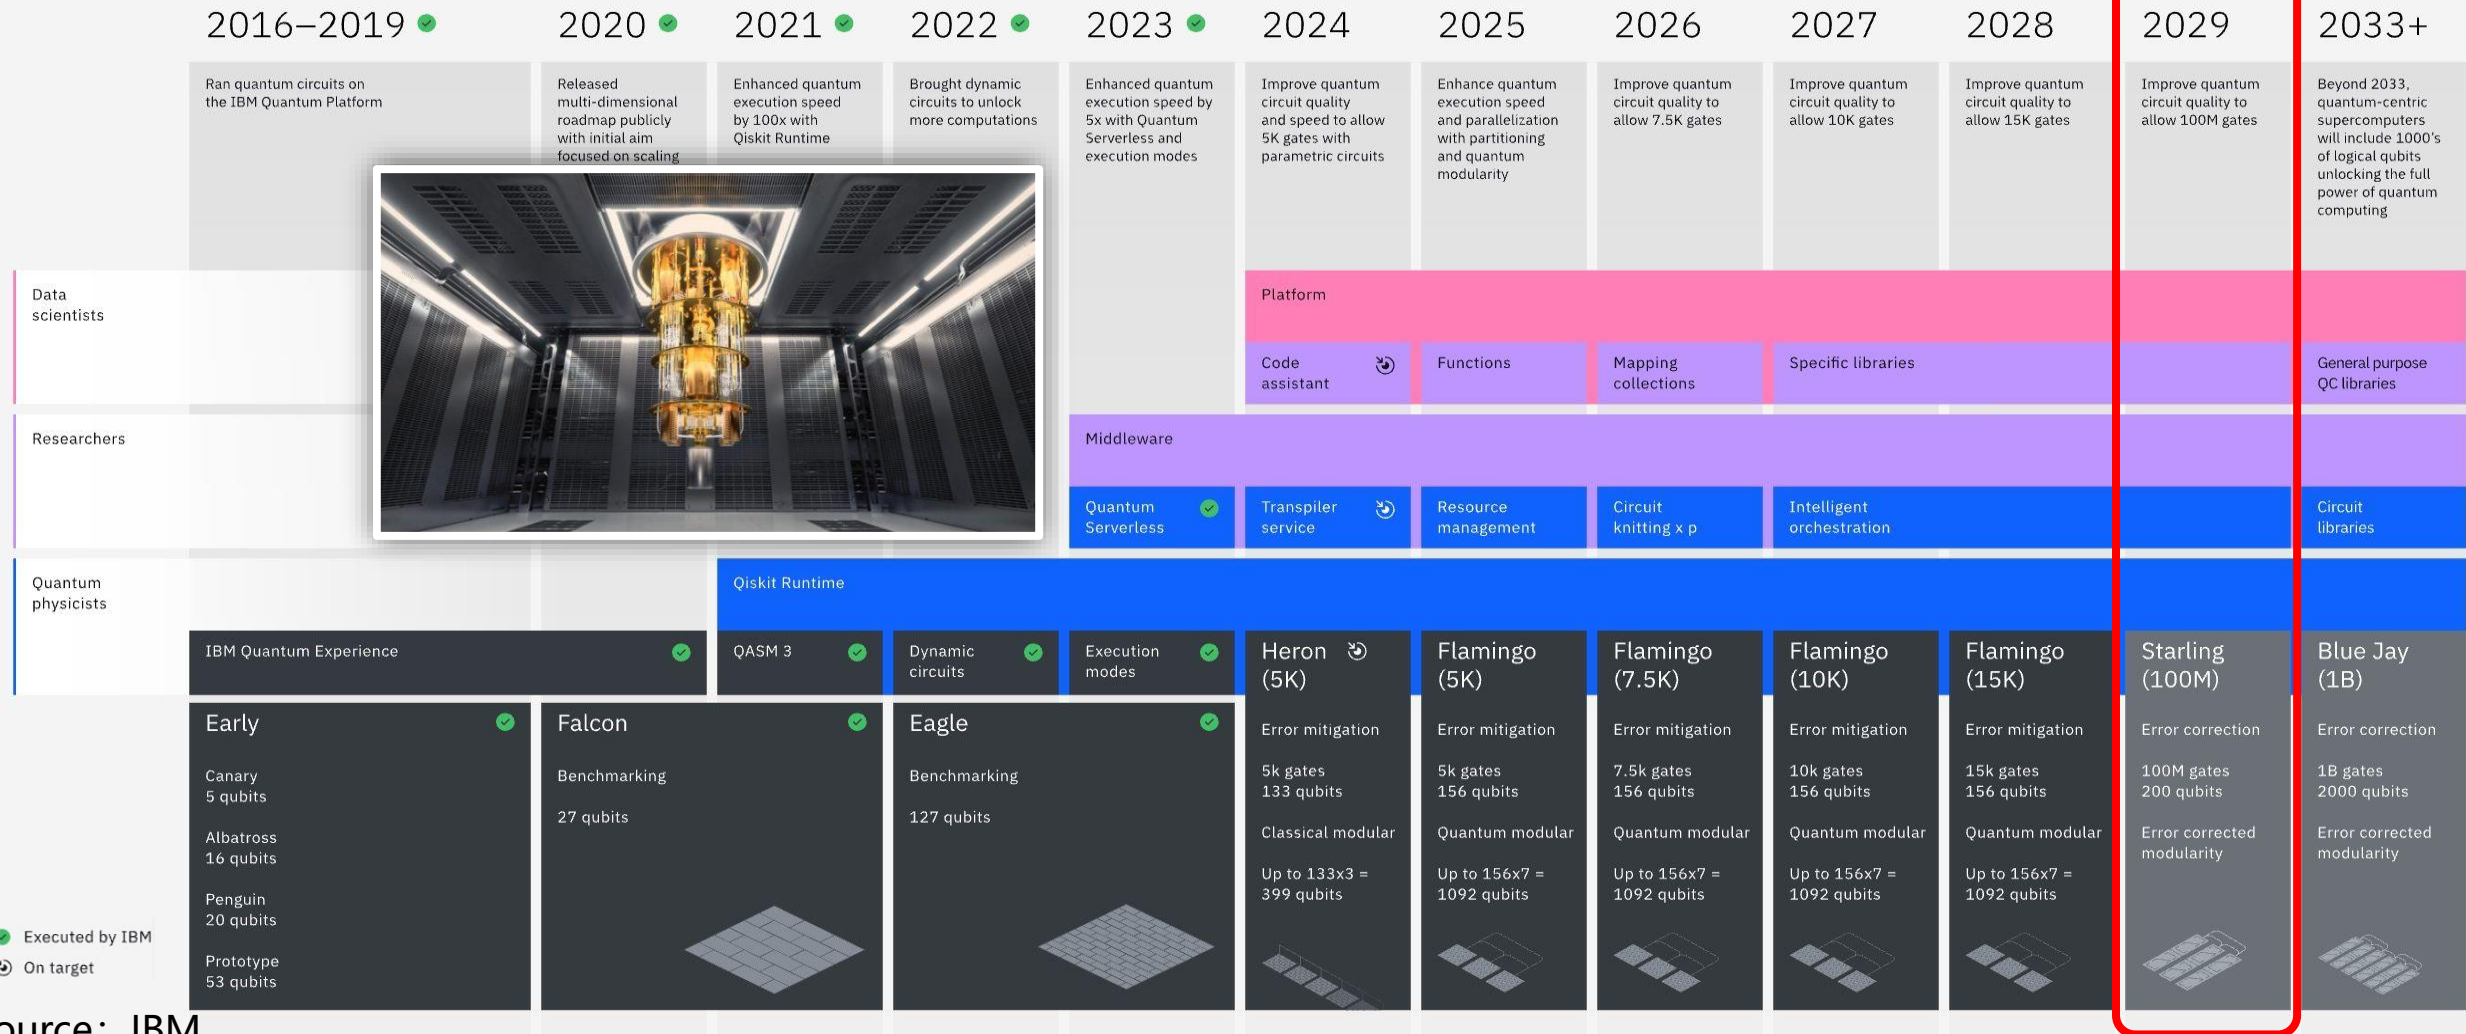 2016–2019
2020
2021
2022
2023
2024
2025
2026
2027
2028
2029
2033+
Ran quantum circuits on
the IBM Quantum Platform
Released
multi-dimensional
roadmap publicly
with initial aim
focused on scaling
Enhanced quantum
execution speed
by 100x with
Qiskit Runtime
Brought dynamic
circuits to unlock
more computations
Enhanced quantum
execution speed by
5x with Quantum
Serverless and
execution modes
Improve quantum
circuit quality
and speed to allow
5K gates with
parametric circuits
Enhance quantum
execution speed
and parallelization
with partitioning
and quantum
modularity
Improve quantum
circuit quality to
allow 7.5K gates
Improve quantum
circuit quality to
allow 10K gates
Improve quantum
circuit quality to
allow 15K gates
Improve quantum
circuit quality to
allow 100M gates
Beyond 2033,
quantum-centric
supercomputers
will include 1000's
of logical qubits
unlocking the full
power of quantum
computing
Data
scientists
Platform
Code
assistant
Functions
Mapping
collections
Specific libraries
General purpose
QC libraries
Researchers
Middleware
Quantum
Serverless
Transpiler
service
Resource
management
Circuit
knitting x p
Intelligent
orchestration
Circuit
libraries
Quantum
physicists
Qiskit Runtime
IBM Quantum Experience
QASM 3
Dynamic
circuits
Execution
modes
Early
Canary
5 qubits
Albatross
16 qubits
Penguin
20 qubits
Prototype
53 qubits
Falcon
Benchmarking
27 qubits
Eagle
Benchmarking
127 qubits
Heron
(5K)
Error mitigation
5k gates
133 qubits
Classical modular
Up to 133x3 =
399 qubits
Flamingo
(5K)
Error mitigation
5k gates
156 qubits
Quantum modular
Up to 156x7 =
1092 qubits
Flamingo
(7.5K)
Error mitigation
7.5k gates
156 qubits
Quantum modular
Up to 156x7 =
1092 qubits
Flamingo
(10K)
Error mitigation
10k gates
156 qubits
Quantum modular
Up to 156x7 =
1092 qubits
Flamingo
(15K)
Error mitigation
15k gates
156 qubits
Quantum modular
Up to 156x7 =
1092 qubits
Starling
(100M)
Error correction
100M gates
200 qubits
Error corrected
modularity
Blue Jay
(1B)
Error correction
1B gates
2000 qubits
Error corrected
modularity
Executed by IBM
On target
ource: IBM